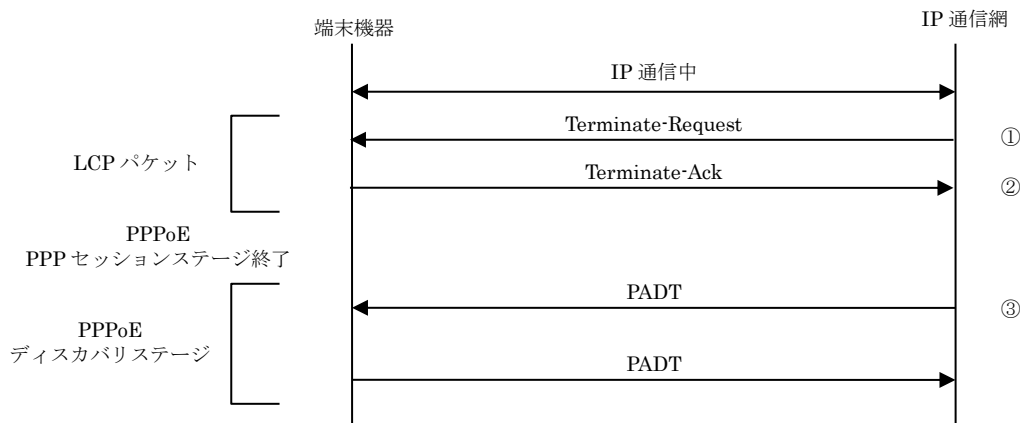 端末機器
IP 通信網
IP 通信中
Terminate-Request
①
LCP パケット
Terminate-Ack
②
PPPoE
PPP セッションステージ終了
PADT
③
PPPoE
ディスカバリステージ
PADT